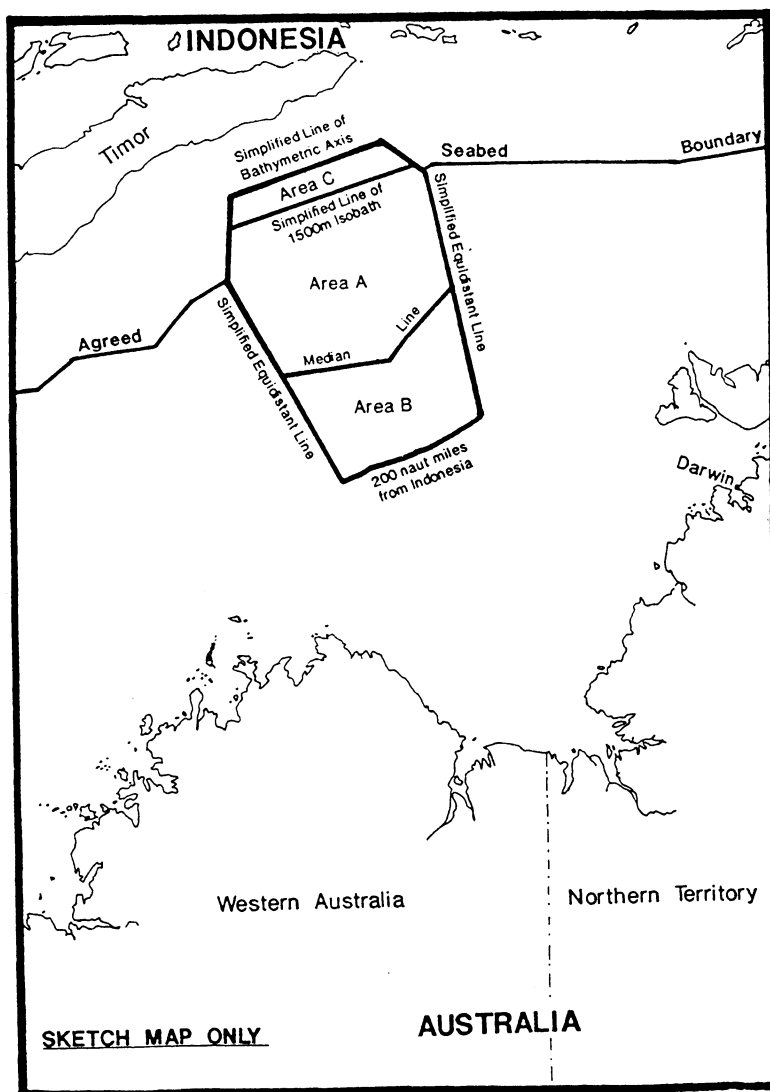 INDONESIA
Timor
Simplified Line of
Bathymetric Axis
Seabed
Boundary
Area C
Simplified Line of
1500m Isobath
Simplified Equidistant Line
Area A
Agreed
Simplified Equidistant Line
Median
Line
Area B
200 naut miles
from Indonesia
Darwin
Western Australia
Northern Territory
SKETCH MAP ONLY
AUSTRALIA